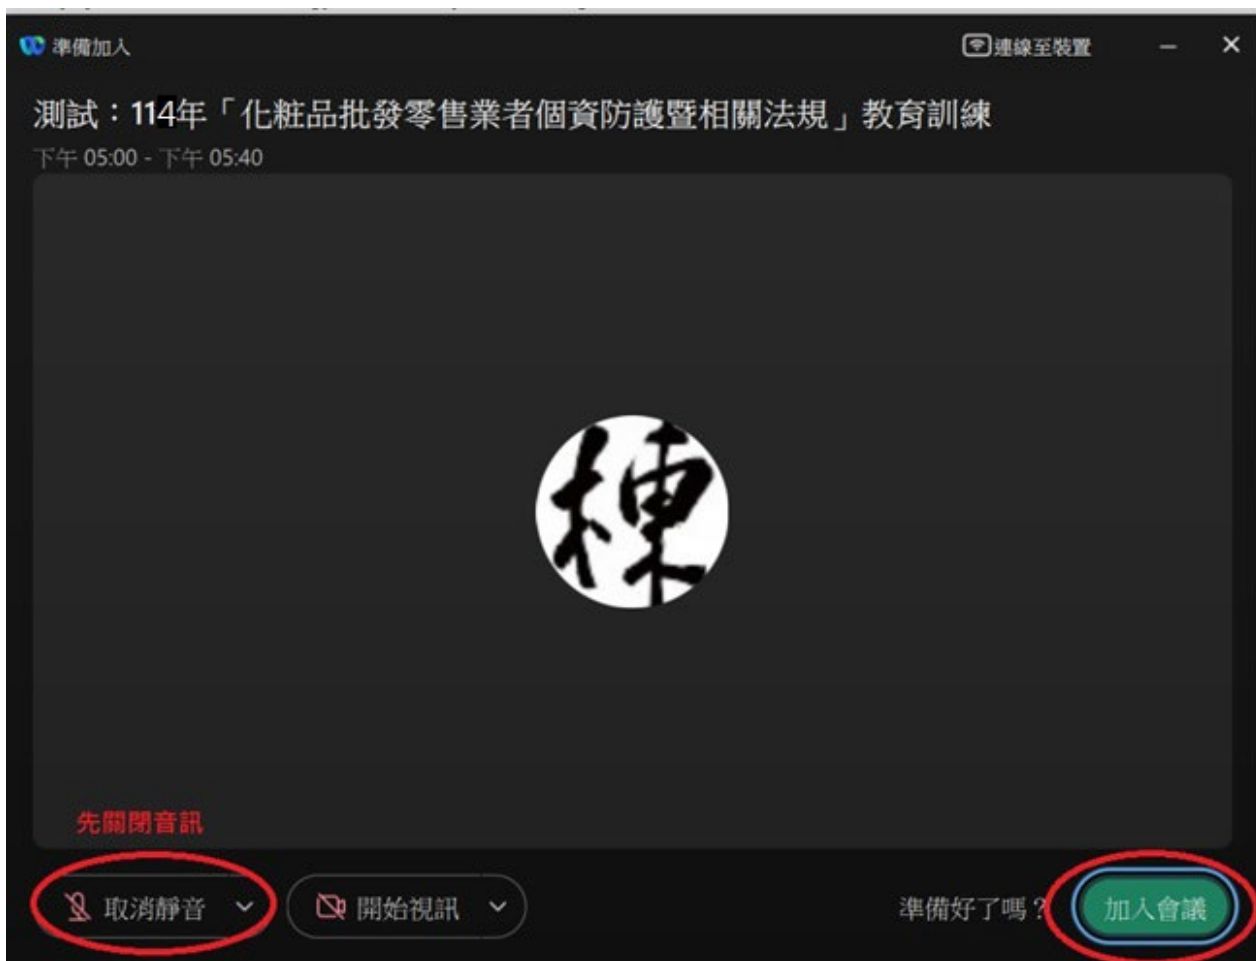 準備加入
連線至裝置
測試：114年「化粧品批發零售業者個資防護暨相關法規」教育訓練
下午 05:00 - 下午 05:40
棟
先關閉音訊
取消靜音
開始視訊
準備好了嗎？
加入會議